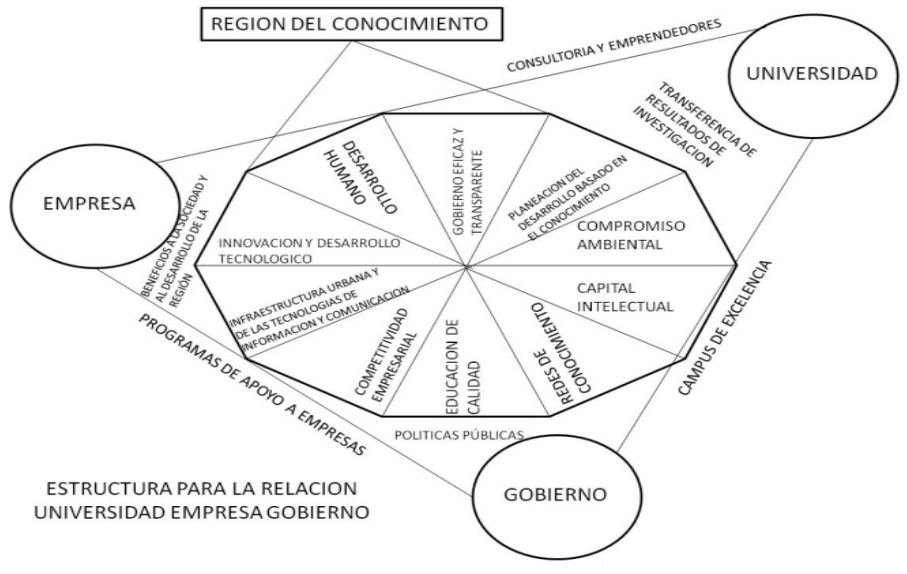 REGION DEL CONOCIMIENTO
CONSULTORIA Y EMPRENDEDORES
UNIVERSIDAD
TRANSFERENCIA DE
RESULTADOS DE
INVESTIGACION
EMPRESA
BENEFICIOS A LA SOCIEDAD Y
AL DESARROLLO DE LA
REGIÓN
DESARROLLO
HUMANO
GOBIERNO EFICAZ Y
TRANSPARENTE
PLANEACION DEL
DESARROLLO BASADO EN
EL CONOCIMIENTO
COMPROMISO
AMBIENTAL
INNOVACION Y DESARROLLO
TECNOLOGICO
CAPITAL
INTELECTUAL
INFRAESTRUCTURA URBANA Y
DE LAS TECNOLOGIAS DE
INFORMACION Y COMUNICACION
COMPETITIVIDAD
EMPRESARIAL
EDUCACION DE
CALIDAD
REDES DE
CONOCIMIENTO
CAMPUS DE EXCELENCIA
PROGRAMAS DE APOYO A EMPRESAS
POLITICAS PÚBLICAS
GOBIERNO
ESTRUCTURA PARA LA RELACION
UNIVERSIDAD EMPRESA GOBIERNO